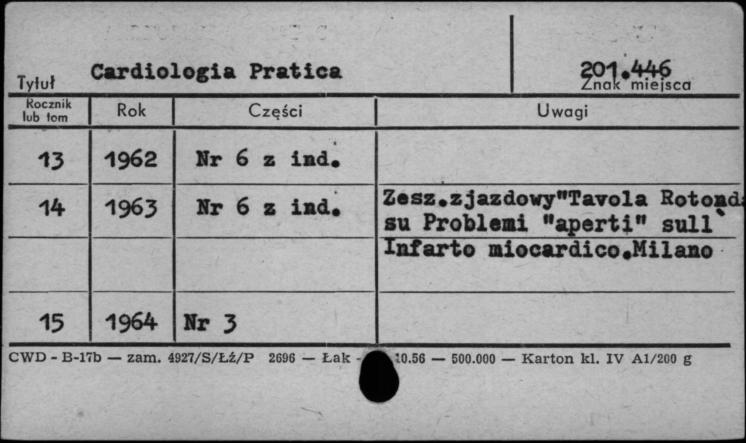 Cardiologia Pratica
201.446
Tytuł
Znak miejsca
Rocznik lub tom
Rok
Części
Uwagi
13 1962 Nr 6 z ind.
14 1963 Nr 6 z ind. Zesz.zjazdowy"Tavola Rotonda
su Problemi "aperti" sull`
Infarto miocardico.Milano
15 1964 Nr 3
CWD - B-17b — zam. 4927/S/Łż/P 2696 — Łak - 10.56 — 500.000 — Karton kl. IV A1/200 g